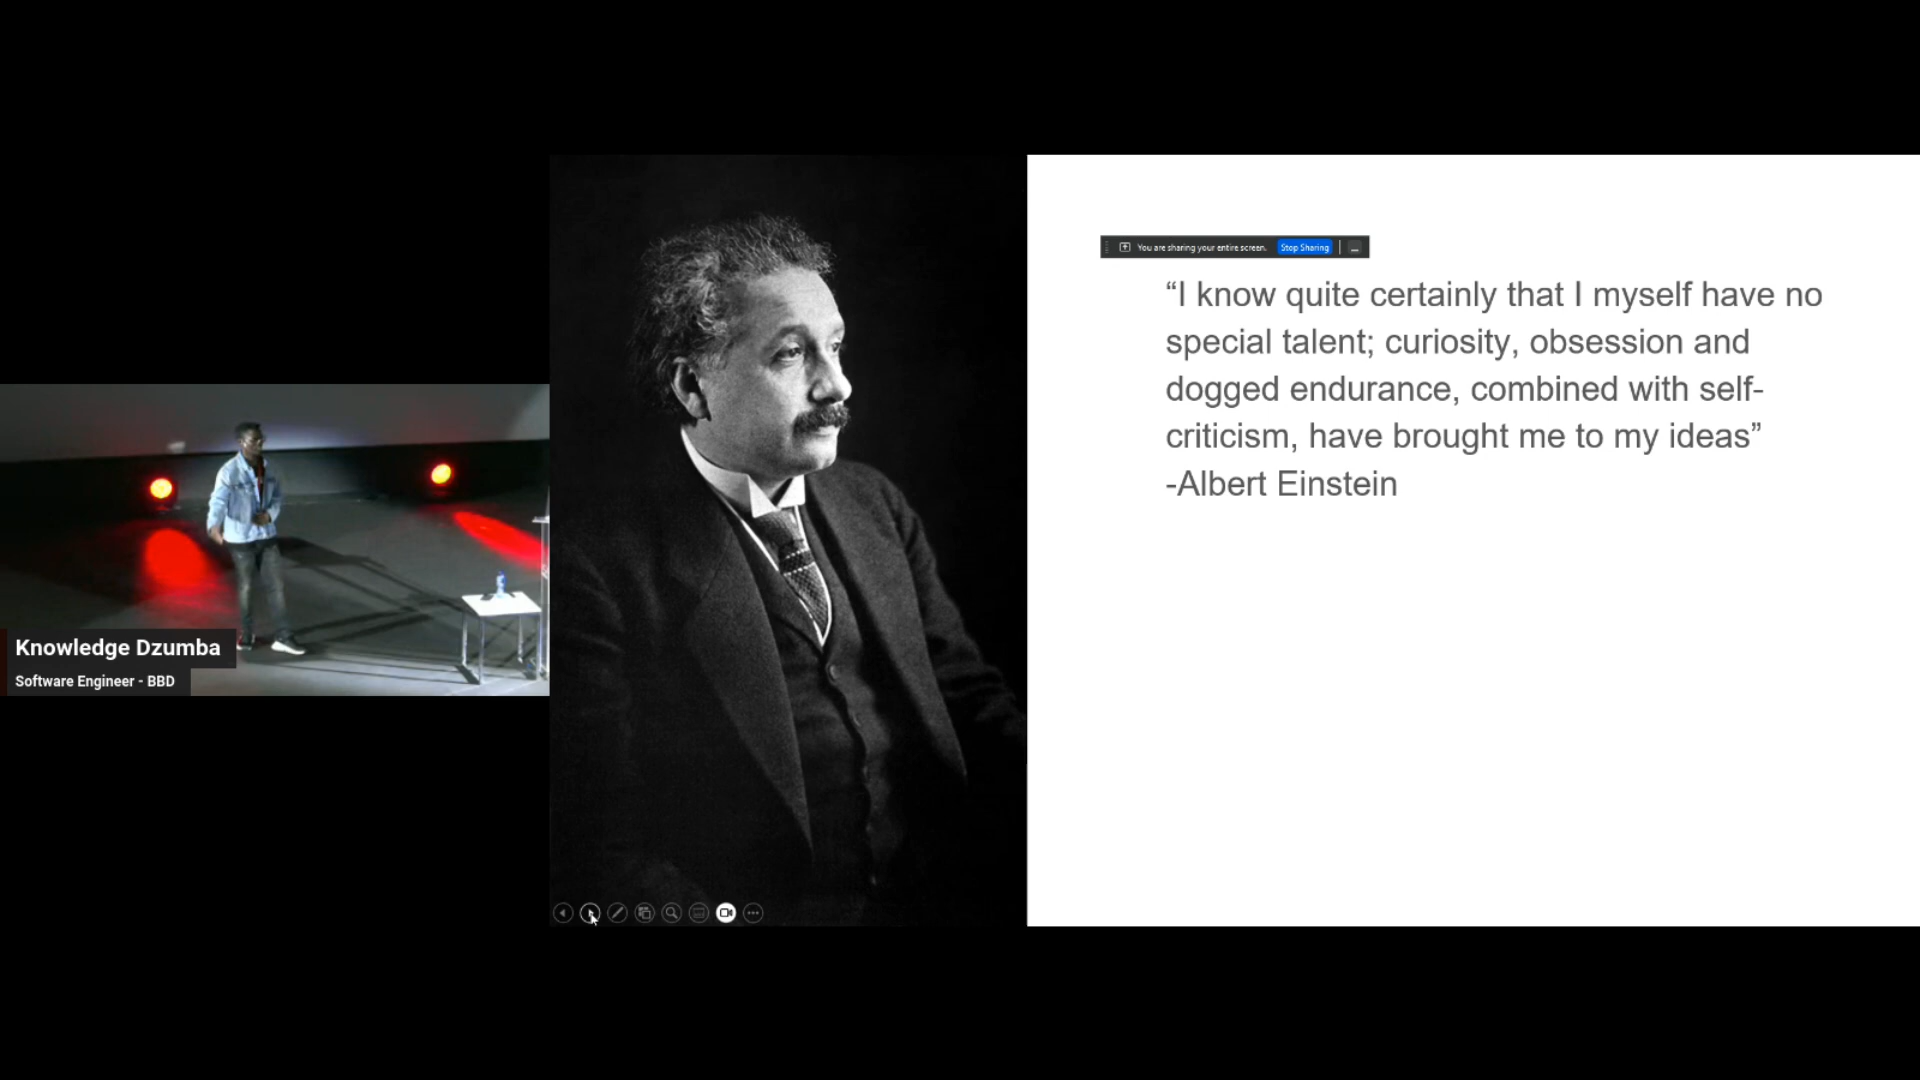 You are sharing your entire screen. Stop Sharing
“I know quite certainly that I myself have no
special talent; curiosity, obsession and
dogged endurance, combined with self-
criticism, have brought me to my ideas”
-Albert Einstein
Knowledge Dzumba
Software Engineer - BBD